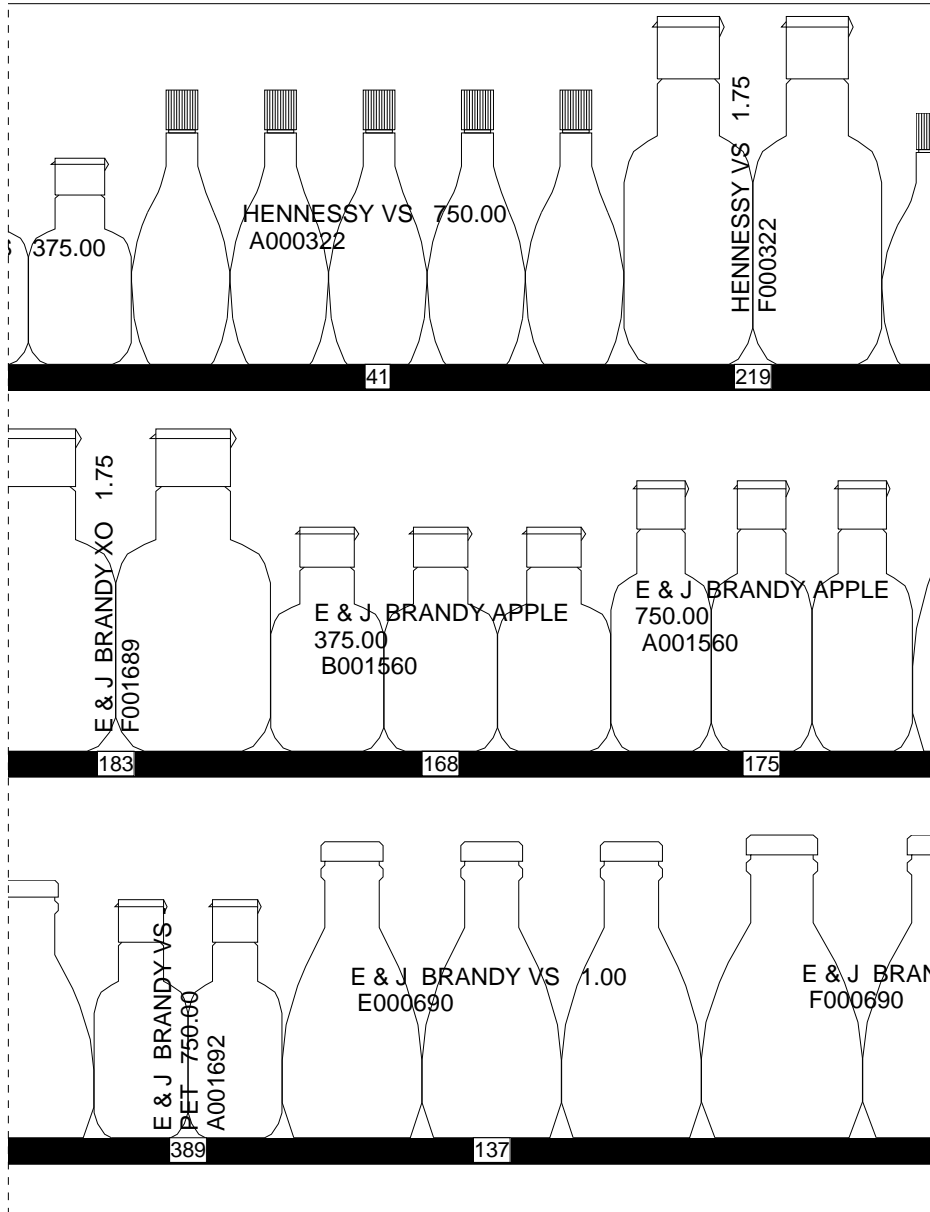 375.00
HENNESSY VS 750.00
A000322
HENNESSY VS 1.75
F000322
41
219
E & J BRANDY XO 1.75
F001689
E & J BRANDY APPLE
375.00
B001560
E & J BRANDY APPLE
750.00
A001560
183
168
175
E & J BRANDY VS
PET 750.00
A001692
E & J BRANDY VS 1.00
E000690
E & J
F000690
389
137